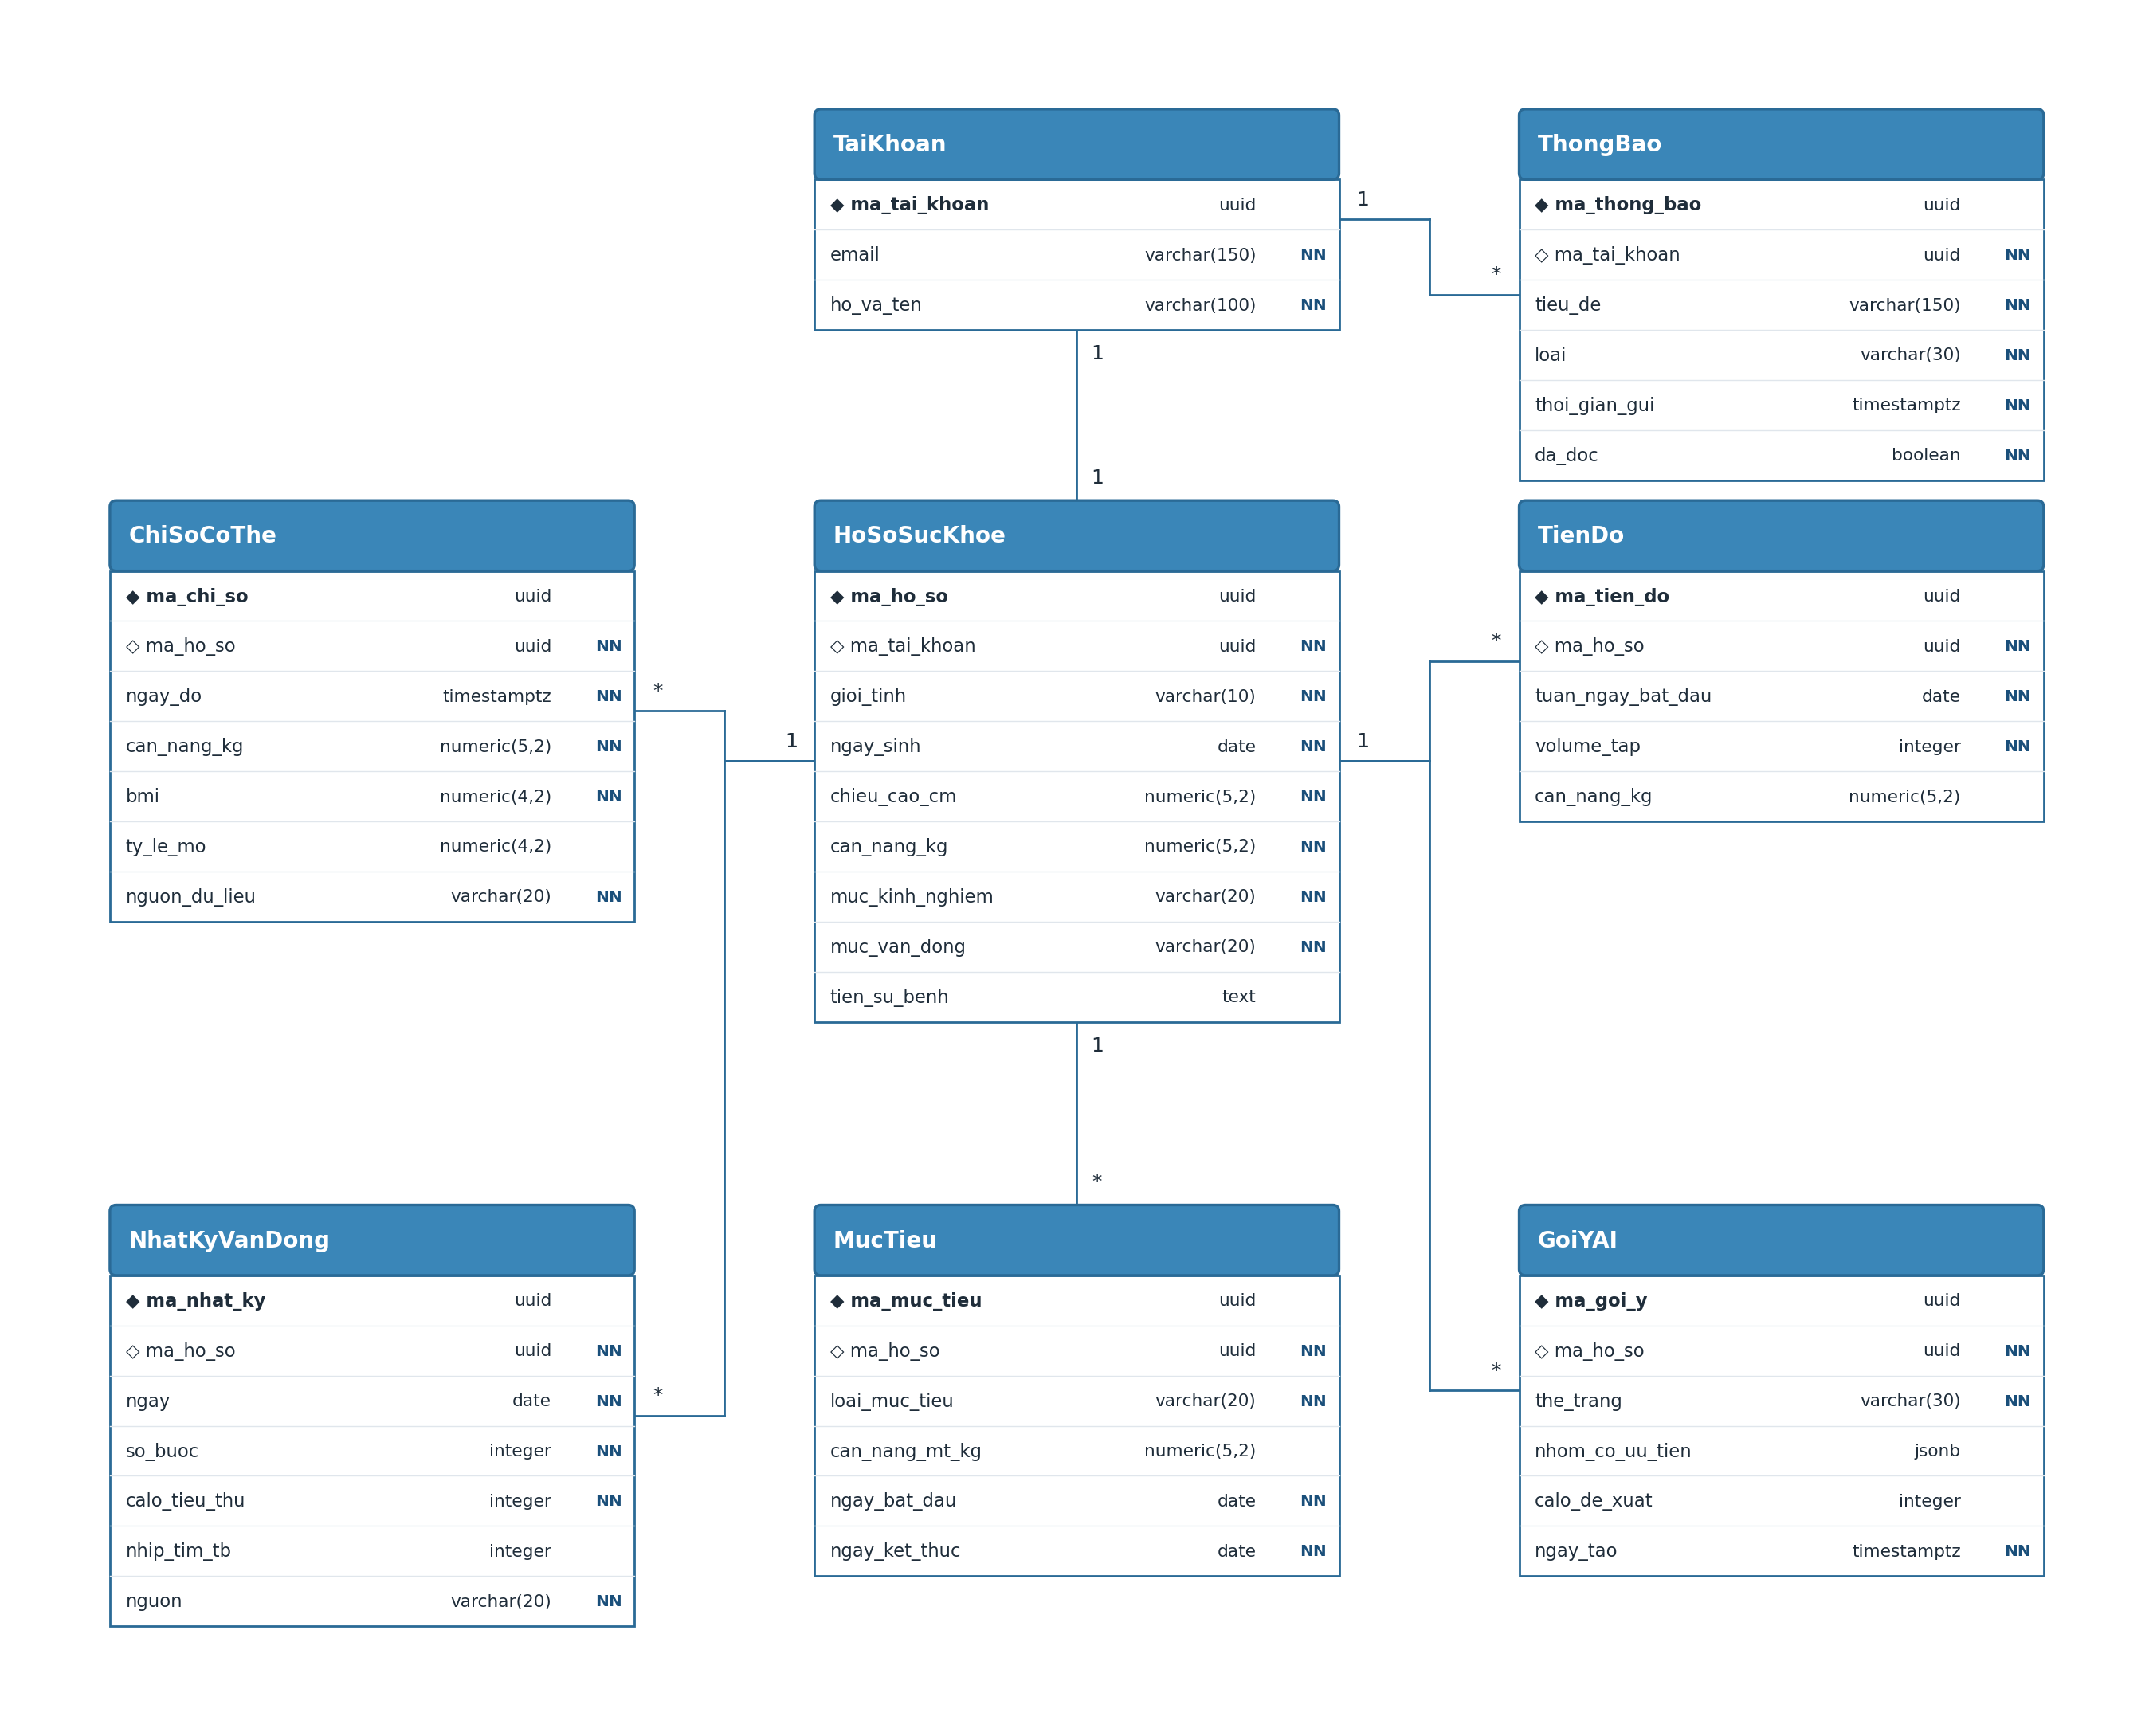 TaiKhoan
◆ ma_tai_khoan uuid
email varchar(150) NN
ho_va_ten varchar(100) NN
1
*
1
1
ThongBao
◆ ma_thong_bao uuid
◇ ma_tai_khoan uuid NN
tieu_de varchar(150) NN
loai varchar(30) NN
thoi_gian_gui timestamptz NN
da_doc boolean NN
ChiSoCoThe
◆ ma_chi_so uuid
◇ ma_ho_so uuid NN
ngay_do timestamptz NN
can_nang_kg numeric(5,2) NN
bmi numeric(4,2) NN
ty_le_mo numeric(4,2)
nguon_du_lieu varchar(20) NN
*
1
HoSoSucKhoe
◆ ma_ho_so uuid
◇ ma_tai_khoan uuid NN
gioi_tinh varchar(10) NN
ngay_sinh date NN
chieu_cao_cm numeric(5,2) NN
can_nang_kg numeric(5,2) NN
muc_kinh_nghiem varchar(20) NN
muc_van_dong varchar(20) NN
tien_su_benh text
1
*
1
*
TienDo
◆ ma_tien_do uuid
◇ ma_ho_so uuid NN
tuan_ngay_bat_dau date NN
volume_tap integer NN
can_nang_kg numeric(5,2)
NhatKyVanDong
◆ ma_nhat_ky uuid
◇ ma_ho_so uuid NN
ngay date NN
so_buoc integer NN
calo_tieu_thu integer NN
nhip_tim_tb integer
nguon varchar(20) NN
*
MucTieu
◆ ma_muc_tieu uuid
◇ ma_ho_so uuid NN
loai_muc_tieu varchar(20) NN
can_nang_mt_kg numeric(5,2)
ngay_bat_dau date NN
ngay_ket_thuc date NN
*
GoiYAI
◆ ma_goi_y uuid
◇ ma_ho_so uuid NN
the_trang varchar(30) NN
nhom_co_uu_tien jsonb
calo_de_xuat integer
ngay_tao timestamptz NN